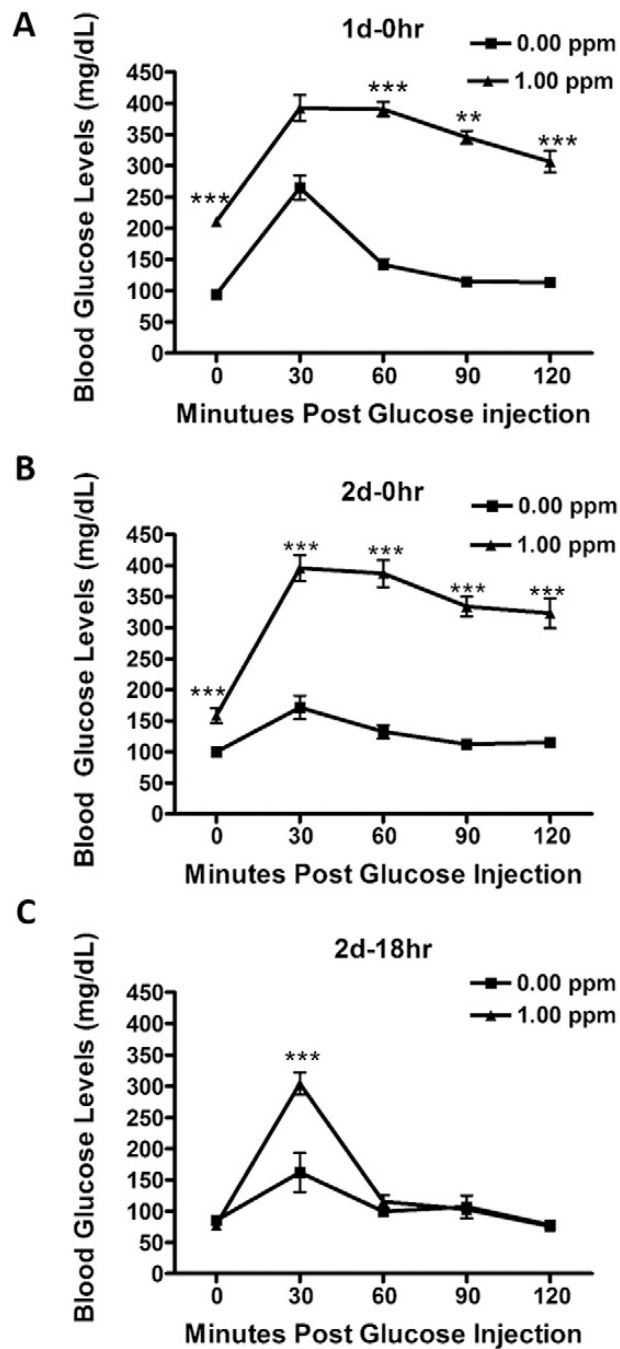 A
1d-0hr
0.00 ppm
1.00 ppm
Blood Glucose Levels (mg/dL)
450
400
350
300
250
200
150
100
50
0
***
***
**
***
0 30 60 90 120
Minutues Post Glucose injection
B
2d-0hr
0.00 ppm
1.00 ppm
Blood Glucose Levels (mg/dL)
450
400
350
300
250
200
150
100
50
0
***
***
***
***
***
0 30 60 90 120
Minutes Post Glucose Injection
C
2d-18hr
0.00 ppm
1.00 ppm
Blood Glucose Levels (mg/dL)
450
400
350
300
250
200
150
100
50
0
***
0 30 60 90 120
Minutes Post Glucose Injection